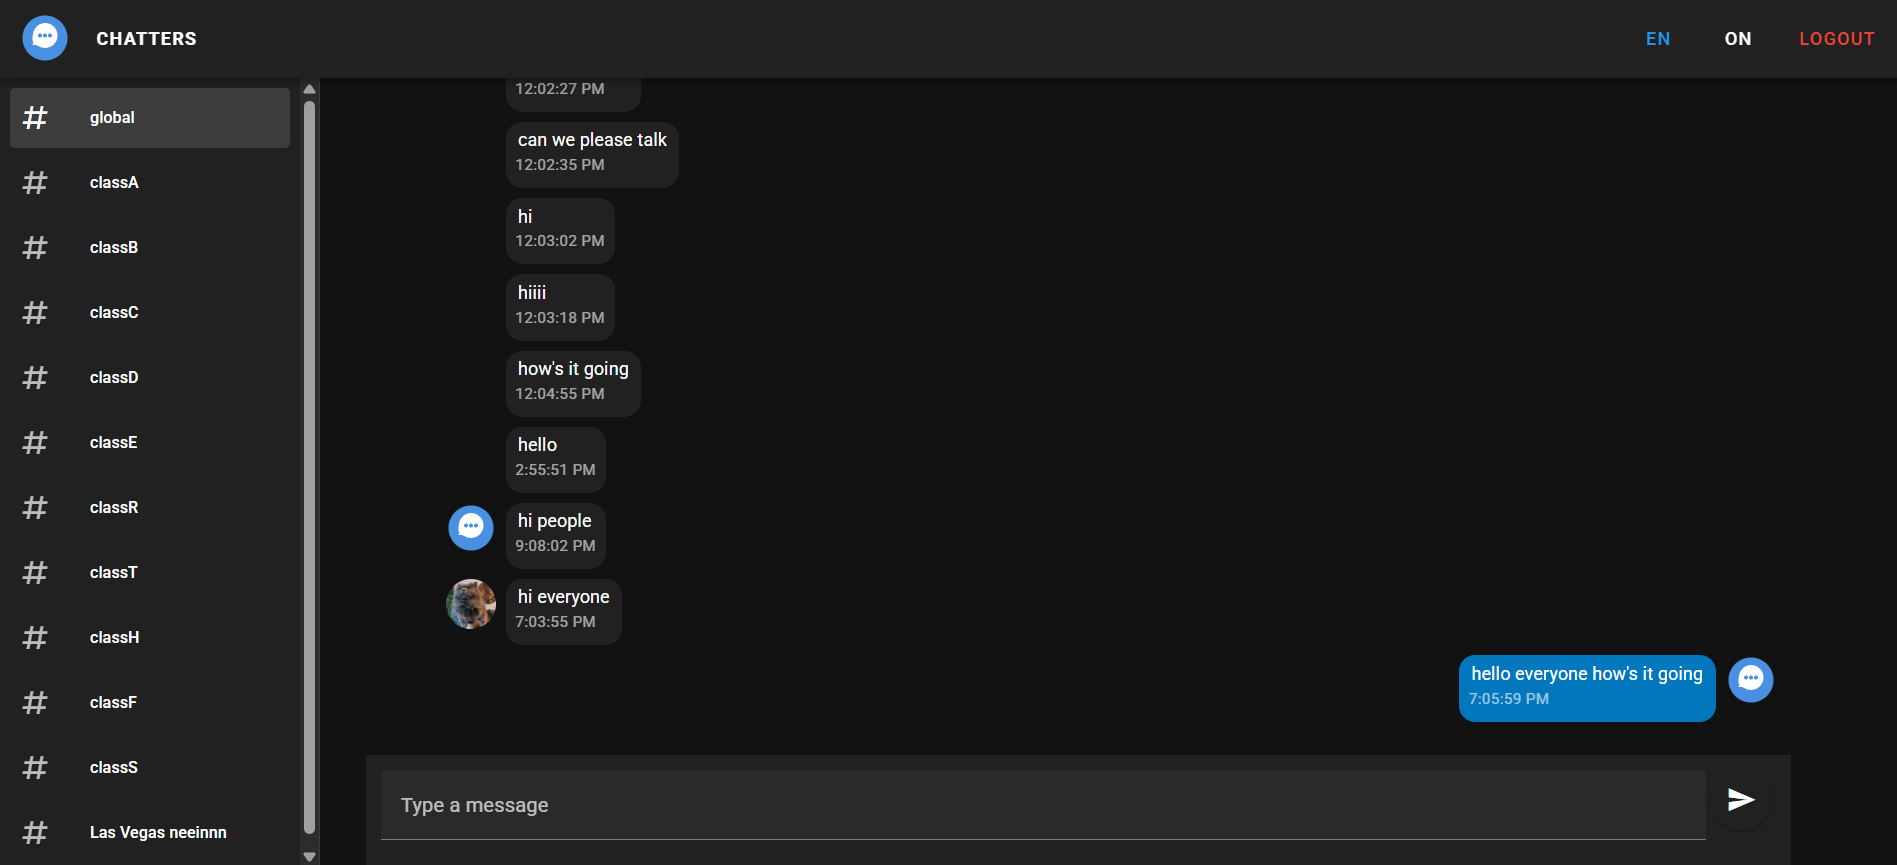 CHATTERS
EN
ON
LOGOUT
global
classA
classB
classC
classD
classE
classR
classT
classH
classF
classS
Las Vegas neeinnn
12:02:27 PM
can we please talk
12:02:35 PM
hi
12:03:02 PM
hiiii
12:03:18 PM
how's it going
12:04:55 PM
hello
2:55:51 PM
hi people
9:08:02 PM
hi everyone
7:03:55 PM
hello everyone how's it going
7:05:59 PM
Type a message